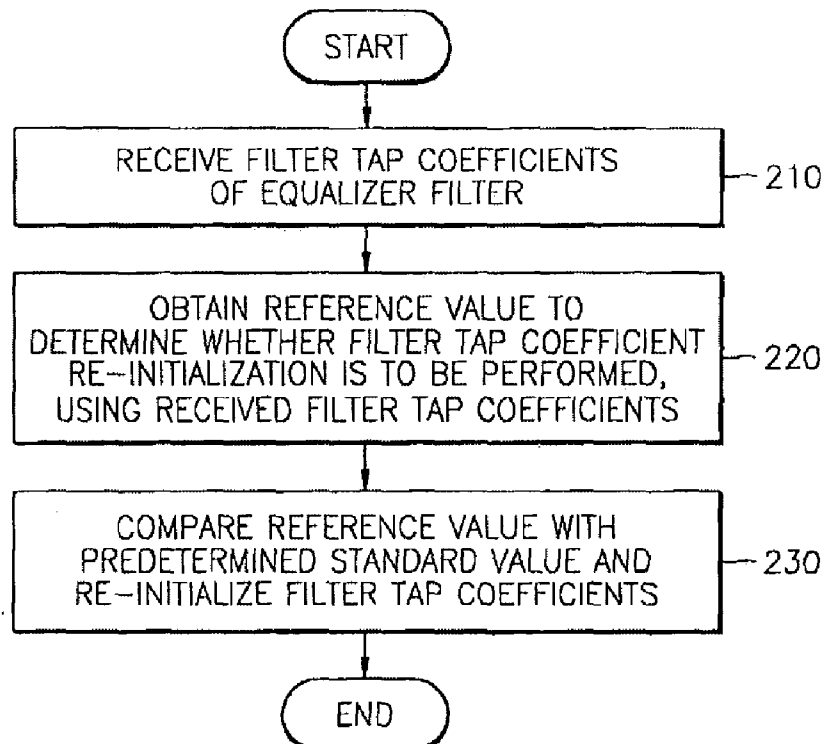 START
RECEIVE FILTER TAP COEFFICIENTS
OF EQUALIZER FILTER
210
OBTAIN REFERENCE VALUE TO
DETERMINE WHETHER FILTER TAP COEFFICIENT
RE-INITIALIZATION IS TO BE PERFORMED,
USING RECEIVED FILTER TAP COEFFICIENTS
220
COMPARE REFERENCE VALUE WITH
PREDETERMINED STANDARD VALUE AND
RE-INITIALIZE FILTER TAP COEFFICIENTS
230
END